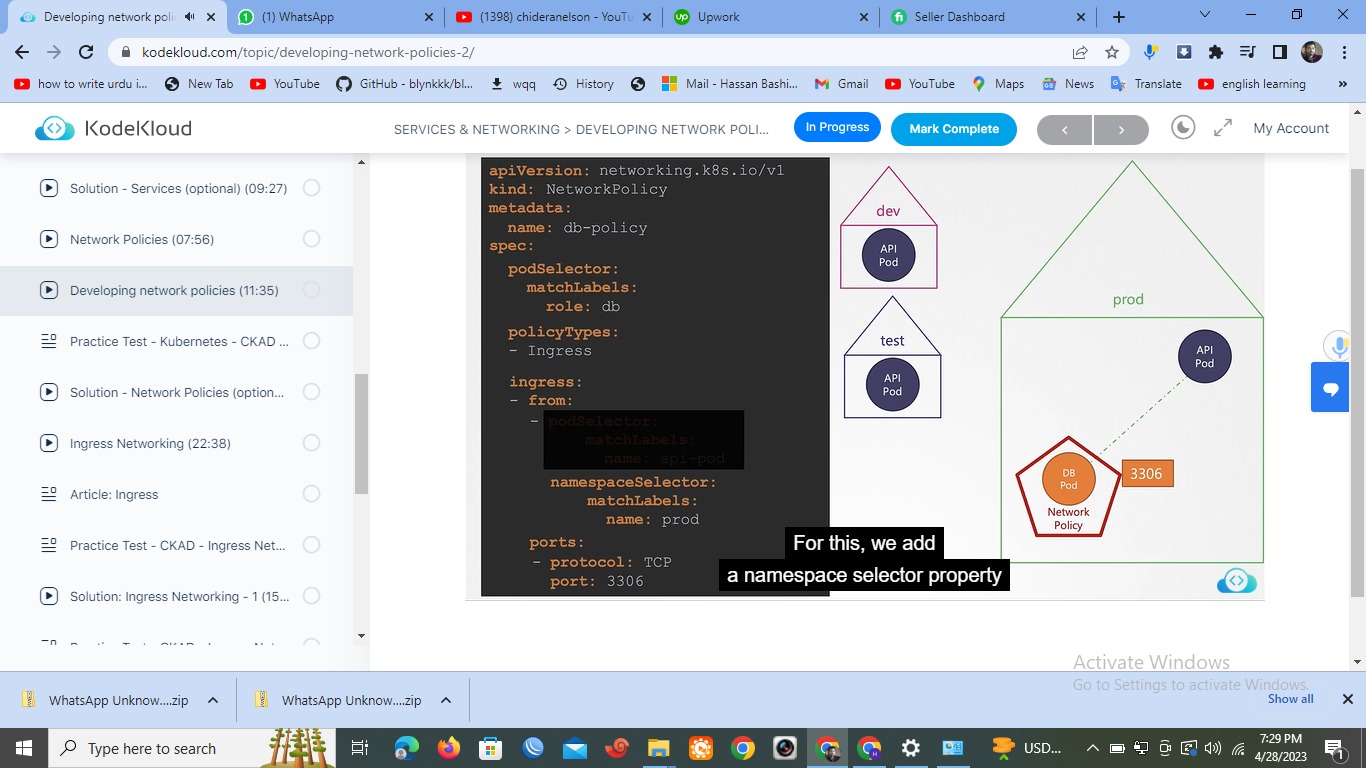 Developing network poli
(1) WhatsApp
(1398) chideranelson - YouTu
Upwork
Seller Dashboard
kodekloud.com/topic/developing-network-policies-2/
how to write urdu i...
New Tab
YouTube
GitHub - blynkkk/bl...
wqq
History
Mail - Hassan Bashi...
Gmail
YouTube
Maps
News
Translate
english learning
»
KodeKloud
SERVICES & NETWORKING > DEVELOPING NETWORK POLI...
In Progress
Mark Complete
My Account
Solution - Services (optional) (09:27)
Network Policies (07:56)
Developing network policies (11:35)
Practice Test - Kubernetes - CKAD ...
Solution - Network Policies (option...
Ingress Networking (22:38)
Article: Ingress
Practice Test - CKAD - Ingress Net...
Solution: Ingress Networking - 1 (15...
apiVersion: networking.k8s.io/v1
kind: NetworkPolicy
metadata:
name: db-policy
spec:
podSelector:
matchLabels:
role: db
policyTypes:
- Ingress
ingress:
- from:
- podSelector:
matchLabels:
name: api-pod
namespaceSelector:
matchLabels:
name: prod
ports:
- protocol: TCP
port: 3306
dev
API
Pod
test
API
Pod
prod
API
Pod
DB
Pod
Network
Policy
3306
For this, we add
a namespace selector property
Activate Windows
Go to Settings to activate Windows.
WhatsApp Unknow....zip
WhatsApp Unknow....zip
Show all
Type here to search
USD...
7:29 PM
4/28/2023
1